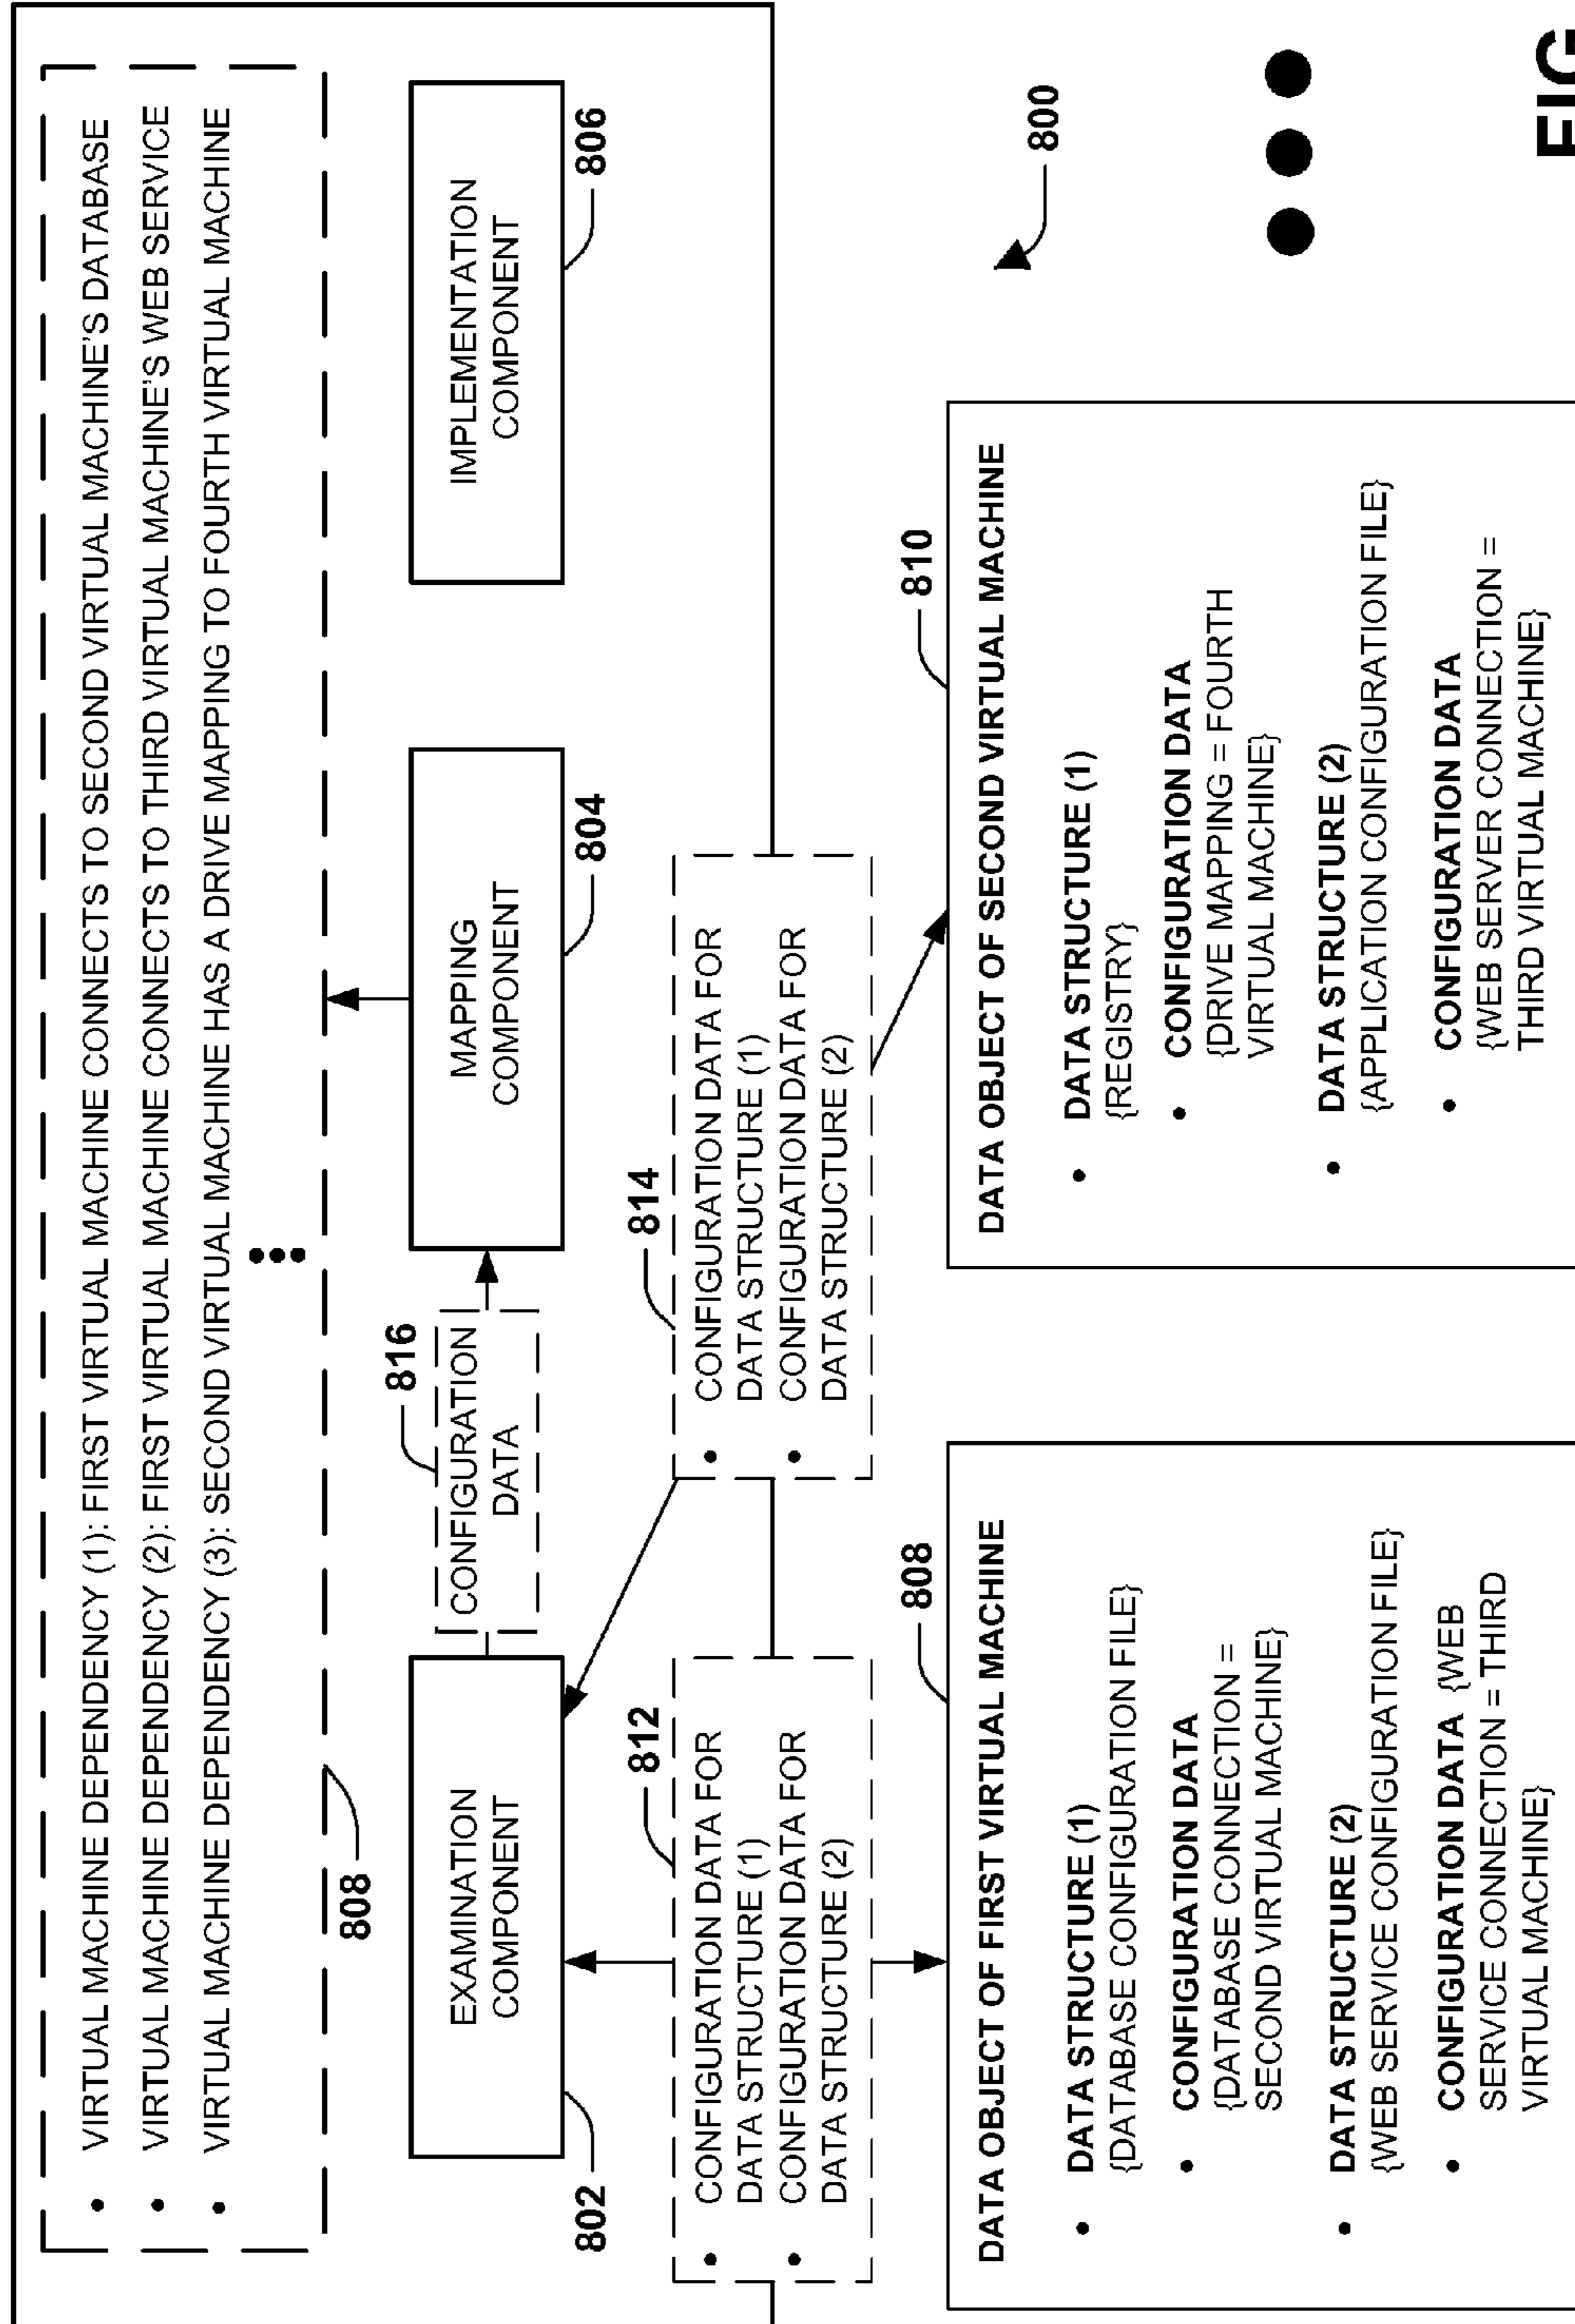 • VIRTUAL MACHINE DEPENDENCY (1): FIRST VIRTUAL MACHINE CONNECTS TO SECOND VIRTUAL MACHINE'S DATABASE
• VIRTUAL MACHINE DEPENDENCY (2): FIRST VIRTUAL MACHINE CONNECTS TO THIRD VIRTUAL MACHINE'S WEB SERVICE
• VIRTUAL MACHINE DEPENDENCY (3): SECOND VIRTUAL MACHINE HAS A DRIVE MAPPING TO FOURTH VIRTUAL MACHINE
808
816
EXAMINATION
COMPONENT
802
CONFIGURATION
DATA
MAPPING
COMPONENT
804
IMPLEMENTATION
COMPONENT
806
812
• CONFIGURATION DATA FOR
DATA STRUCTURE (1)
• CONFIGURATION DATA FOR
DATA STRUCTURE (2)
814
• CONFIGURATION DATA FOR
DATA STRUCTURE (1)
• CONFIGURATION DATA FOR
DATA STRUCTURE (2)
808
DATA OBJECT OF FIRST VIRTUAL MACHINE
• DATA STRUCTURE (1)
{DATABASE CONFIGURATION FILE}
• CONFIGURATION DATA
{DATABASE CONNECTION =
SECOND VIRTUAL MACHINE}
• DATA STRUCTURE (2)
{WEB SERVICE CONFIGURATION FILE}
• CONFIGURATION DATA {WEB
SERVICE CONNECTION = THIRD
VIRTUAL MACHINE}
810
DATA OBJECT OF SECOND VIRTUAL MACHINE
• DATA STRUCTURE (1)
{REGISTRY}
• CONFIGURATION DATA
{DRIVE MAPPING = FOURTH
VIRTUAL MACHINE}
• DATA STRUCTURE (2)
{APPLICATION CONFIGURATION FILE}
• CONFIGURATION DATA
{WEB SERVER CONNECTION =
THIRD VIRTUAL MACHINE}
800
FIG